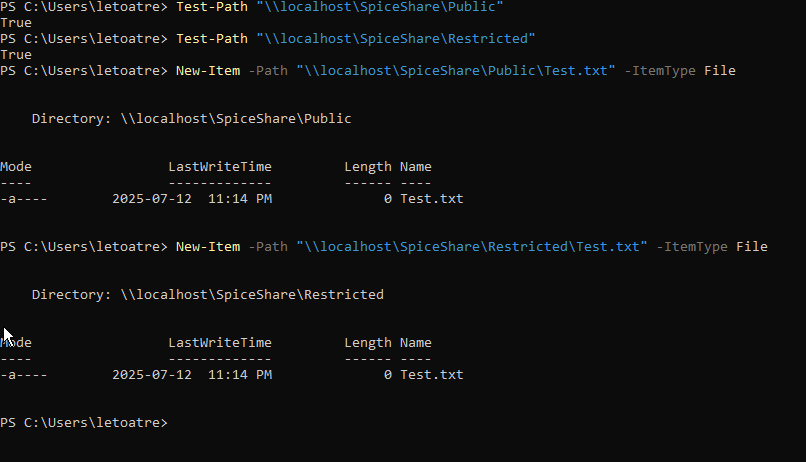 PS C:\Users\letoatre> Test-Path "\\localhost\SpiceShare\Public"
True
PS C:\Users\letoatre> Test-Path "\\localhost\SpiceShare\Restricted"
True
PS C:\Users\letoatre> New-Item -Path "\\localhost\SpiceShare\Public\Test.txt" -ItemType File
Directory: \\localhost\SpiceShare\Public
Mode LastWriteTime Length Name
---- ------------- ------ ----
-a---- 2025-07-12 11:14 PM 0 Test.txt
PS C:\Users\letoatre> New-Item -Path "\\localhost\SpiceShare\Restricted\Test.txt" -ItemType File
Directory: \\localhost\SpiceShare\Restricted
Mode LastWriteTime Length Name
---- ------------- ------ ----
-a---- 2025-07-12 11:14 PM 0 Test.txt
PS C:\Users\letoatre>